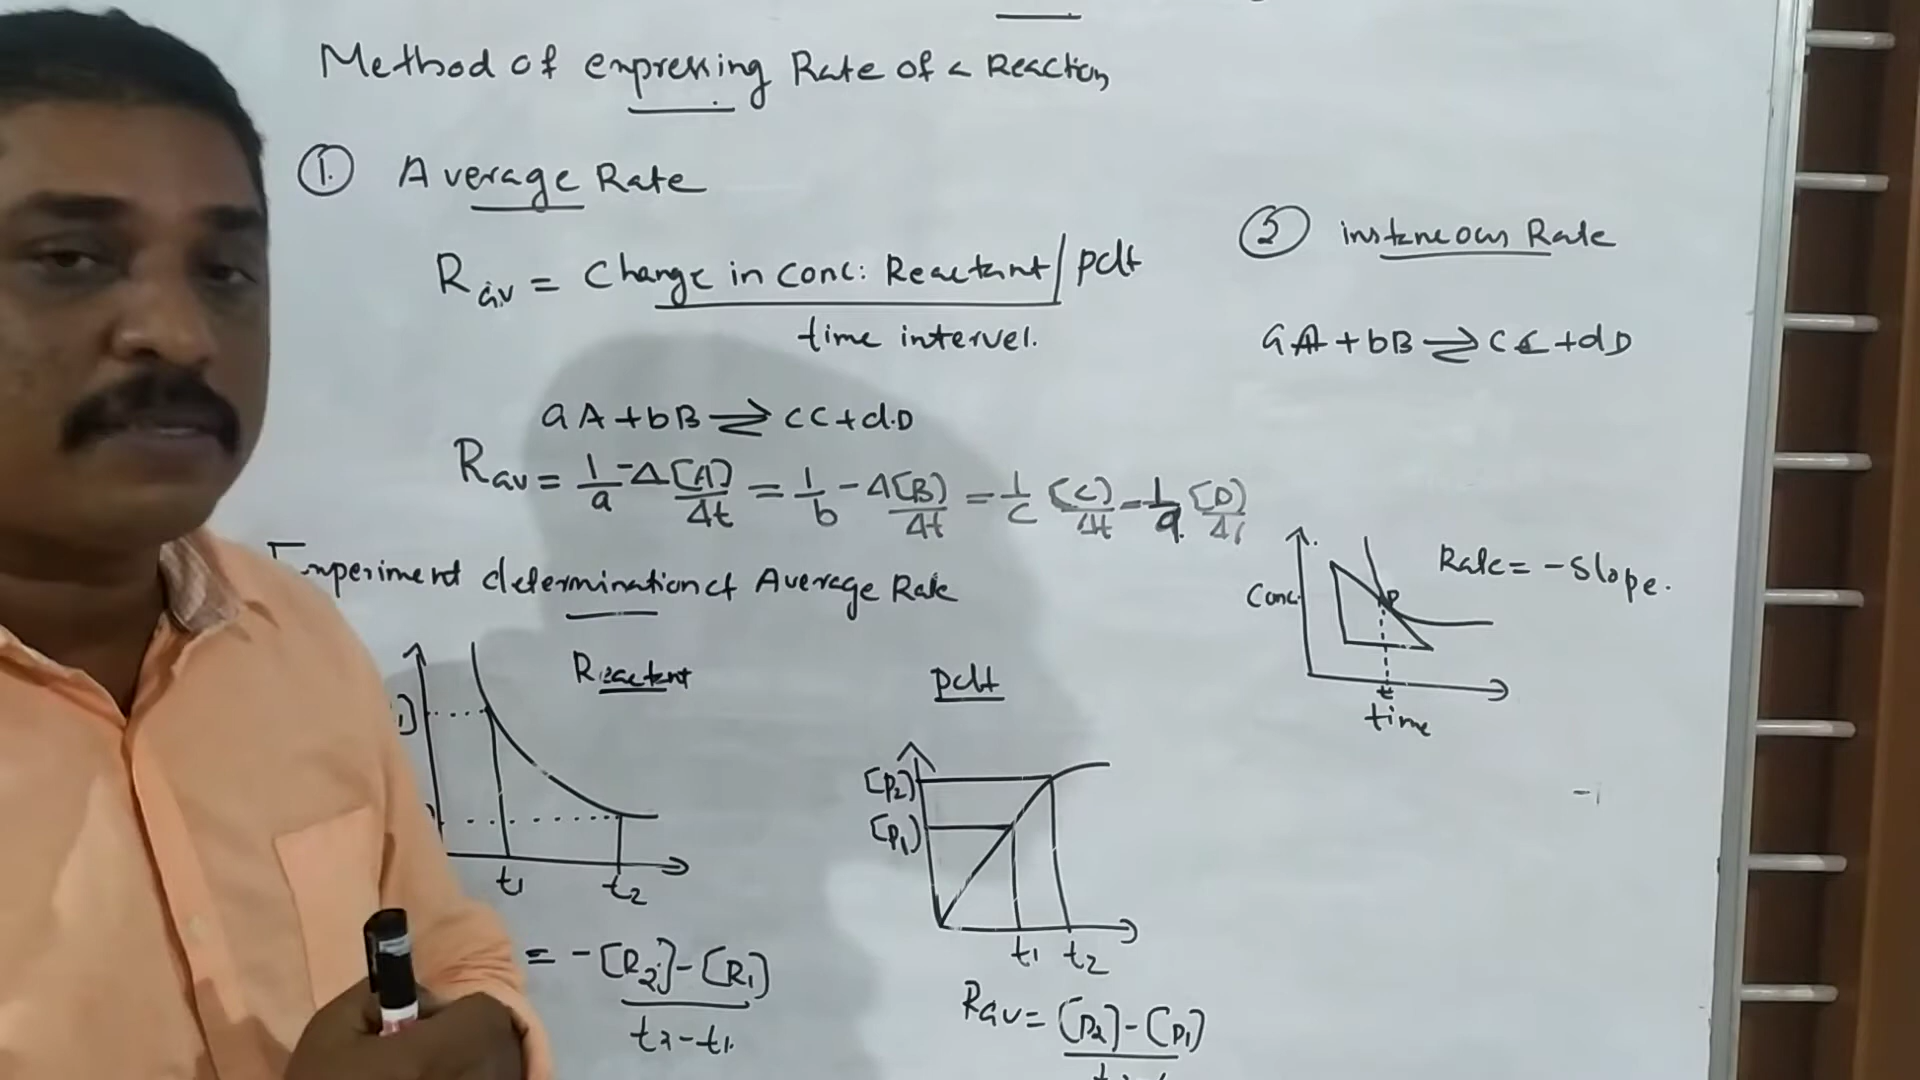 Method of expressing Rate of a Reaction
① Average Rate
Rav = Change in conc: Reactant/pdt
time intervel.
aA + bB ⇌ cC + d.D
Rav = 1/a -Δ[A]/Δt = 1/b -Δ[B]/Δt = 1/c [C]/Δt = 1/d [D]/Δt
Experiment determination of Average Rate
Reactant
t1 t2
= -[R2] - [R1]
t2 - t1.
pdt
[P2]
[P1]
t1 t2
Rav = [P2] - [P1]
② instaneous Rate
aA + bB ⇌ cC + dD
Rate = -slope.
Conc
P
t
time